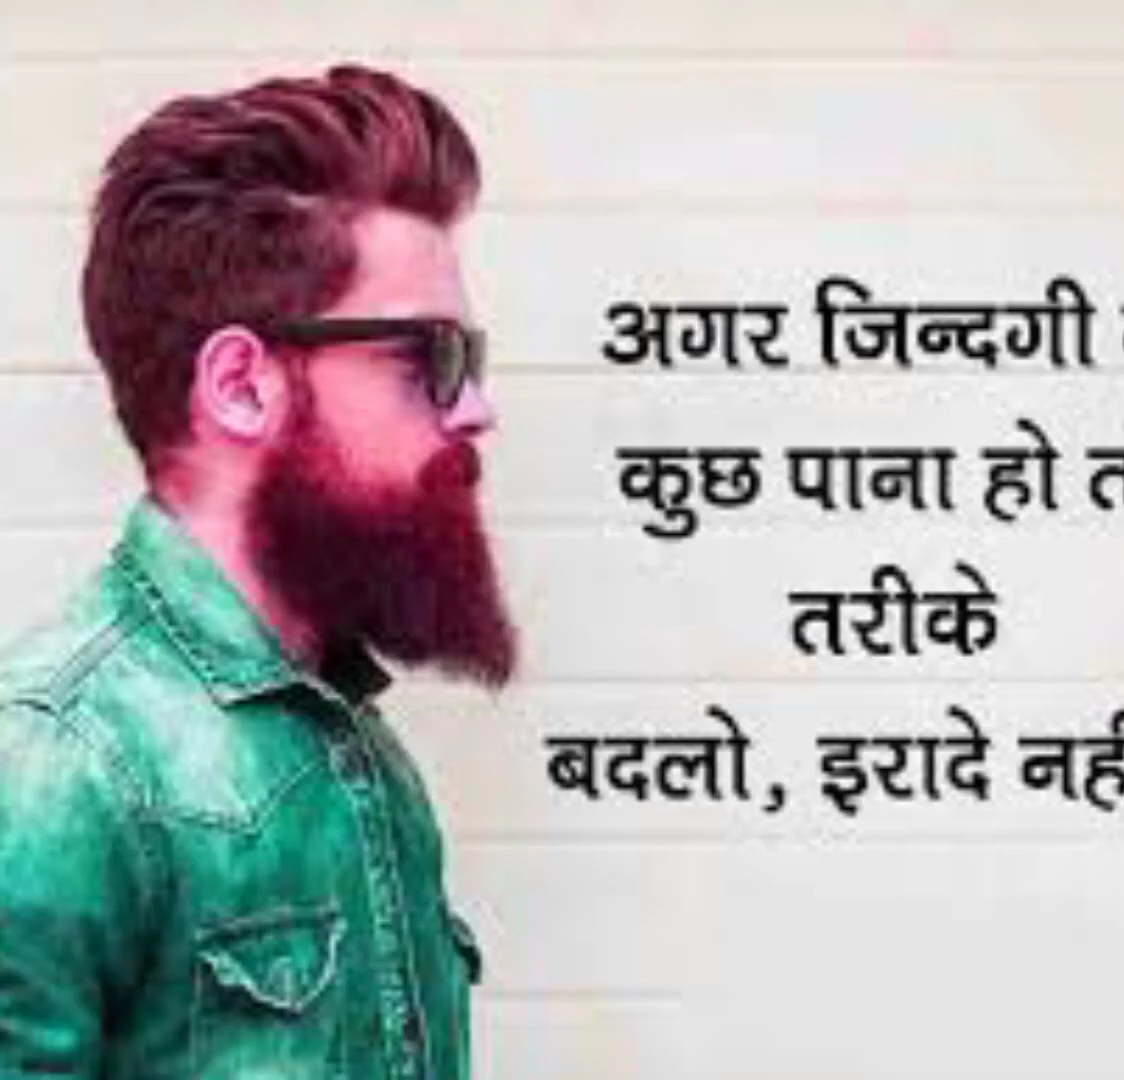 अगर जिन्दगी
कुछ पाना हो
तरीके
बदलो, इरादे